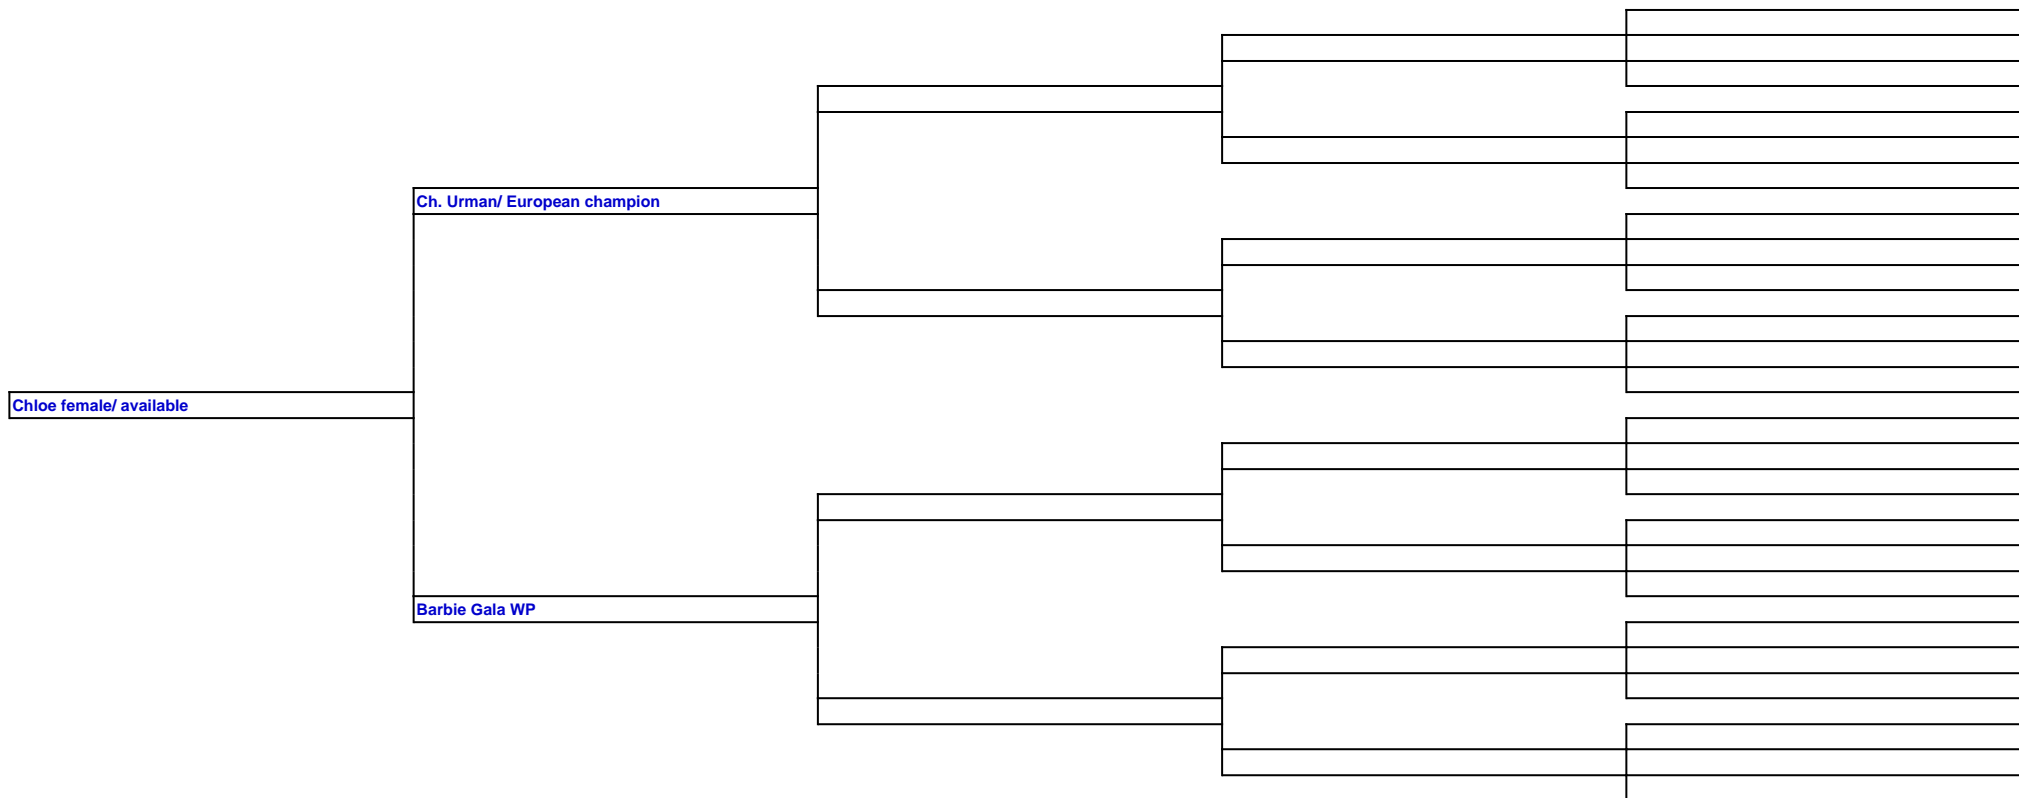 Ch. Urman/ European champion
Chloe female/ available
Barbie Gala WP